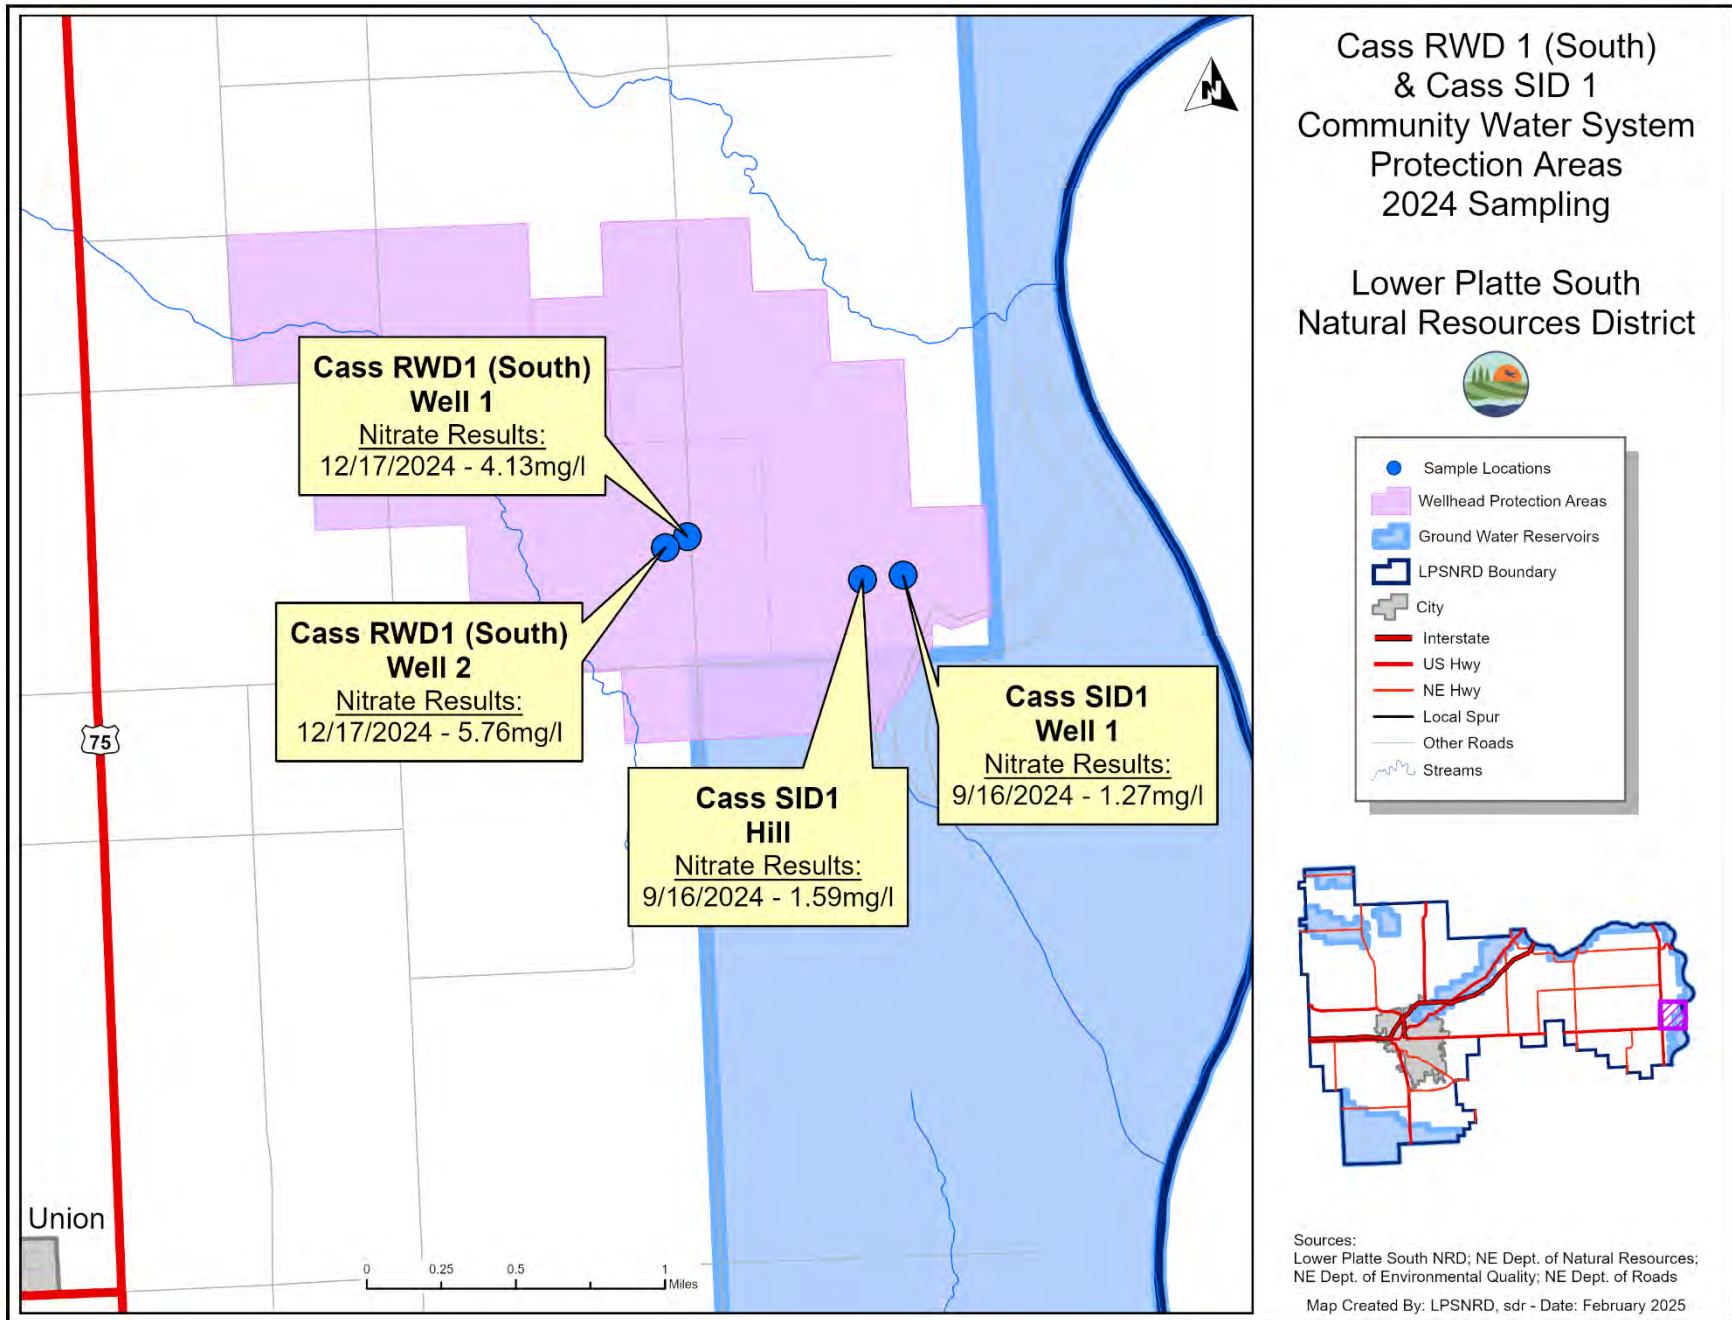 Cass RWD 1 (South)
& Cass SID 1
Community Water System
Protection Areas
2024 Sampling
Lower Platte South
Natural Resources District
N
Cass RWD1 (South)
Well 1
Nitrate Results:
12/17/2024 - 4.13mg/l
Cass RWD1 (South)
Well 2
Nitrate Results:
12/17/2024 - 5.76mg/l
Cass SID1
Well 1
Nitrate Results:
9/16/2024 - 1.27mg/l
Cass SID1
Hill
Nitrate Results:
9/16/2024 - 1.59mg/l
75
Union
0 0.25 0.5 1
Miles
Sample Locations
Wellhead Protection Areas
Ground Water Reservoirs
LPSNRD Boundary
City
Interstate
US Hwy
NE Hwy
Local Spur
Other Roads
Streams
Sources:
Lower Platte South NRD; NE Dept. of Natural Resources;
NE Dept. of Environmental Quality; NE Dept. of Roads
Map Created By: LPSNRD, sdr - Date: February 2025